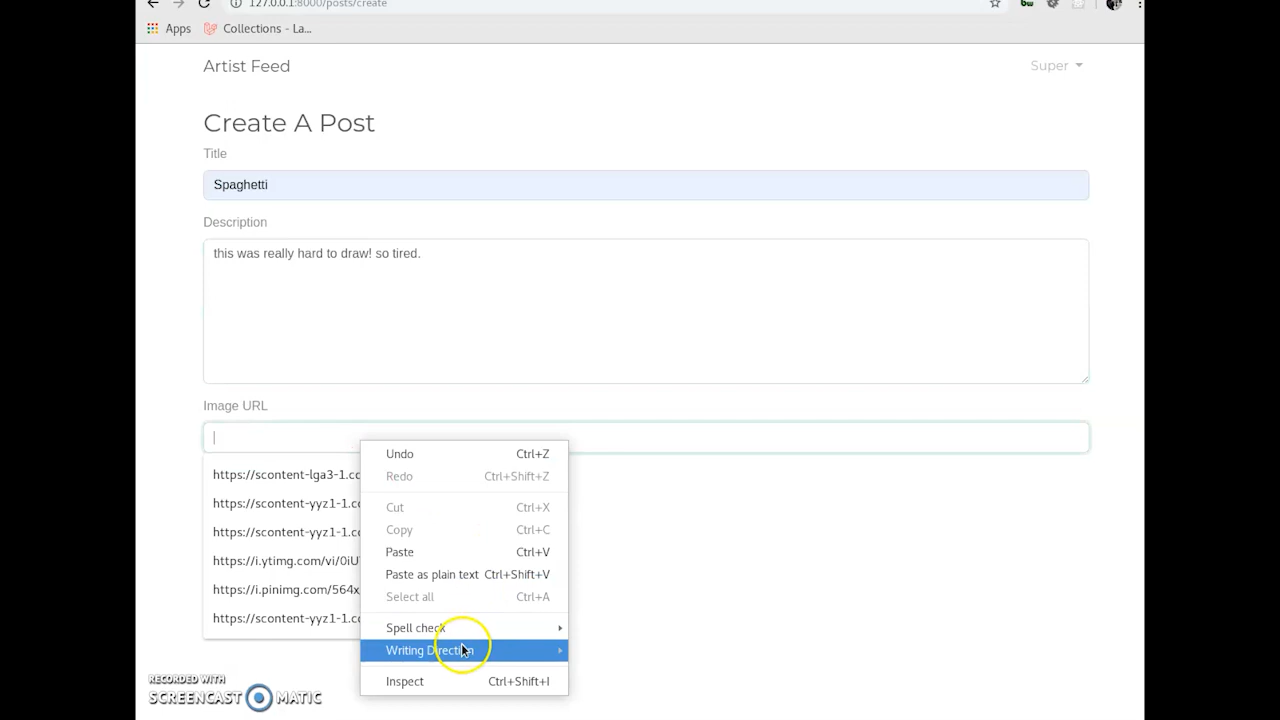 127.0.0.1:8000/posts/create
Apps Collections - La...
Artist Feed Super
Create A Post
Title
Spaghetti
Description
this was really hard to draw! so tired.
Image URL
Undo Ctrl+Z
https://scontent-lga3-1.cc
Redo Ctrl+Shift+Z
https://scontent-yyz1-1.cc
Cut Ctrl+X
https://scontent-yyz1-1.cc
Copy Ctrl+C
https://i.ytimg.com/vi/0iU
Paste Ctrl+V
Paste as plain text Ctrl+Shift+V
https://i.pinimg.com/564x
Select all Ctrl+A
https://scontent-yyz1-1.cc
Spell check
Writing Direction
Inspect Ctrl+Shift+I
RECORDED WITH
SCREENCAST MATIC